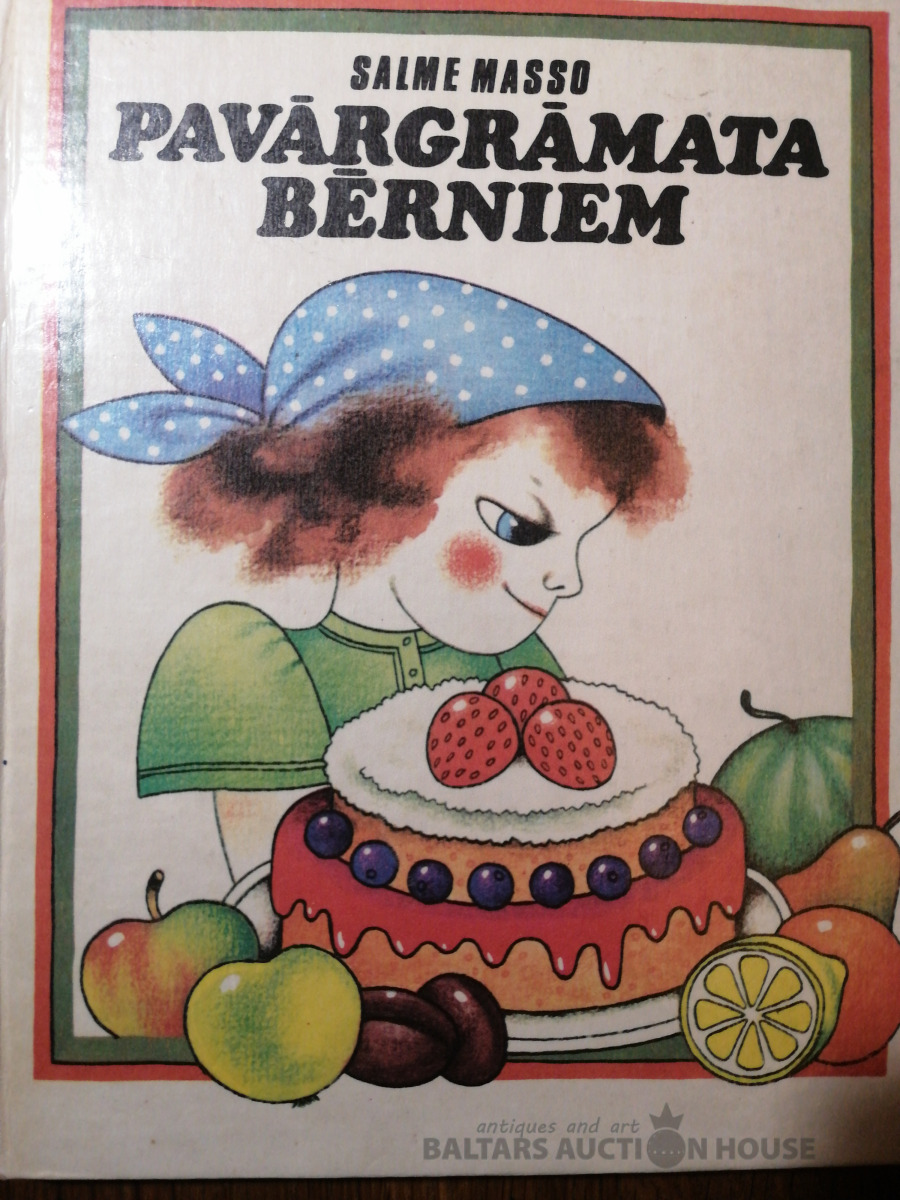 SALME MASSO
PAVĀRGRĀMATA
BĒRNIEM
antiques and art
BALTARS AUCTION HOUSE